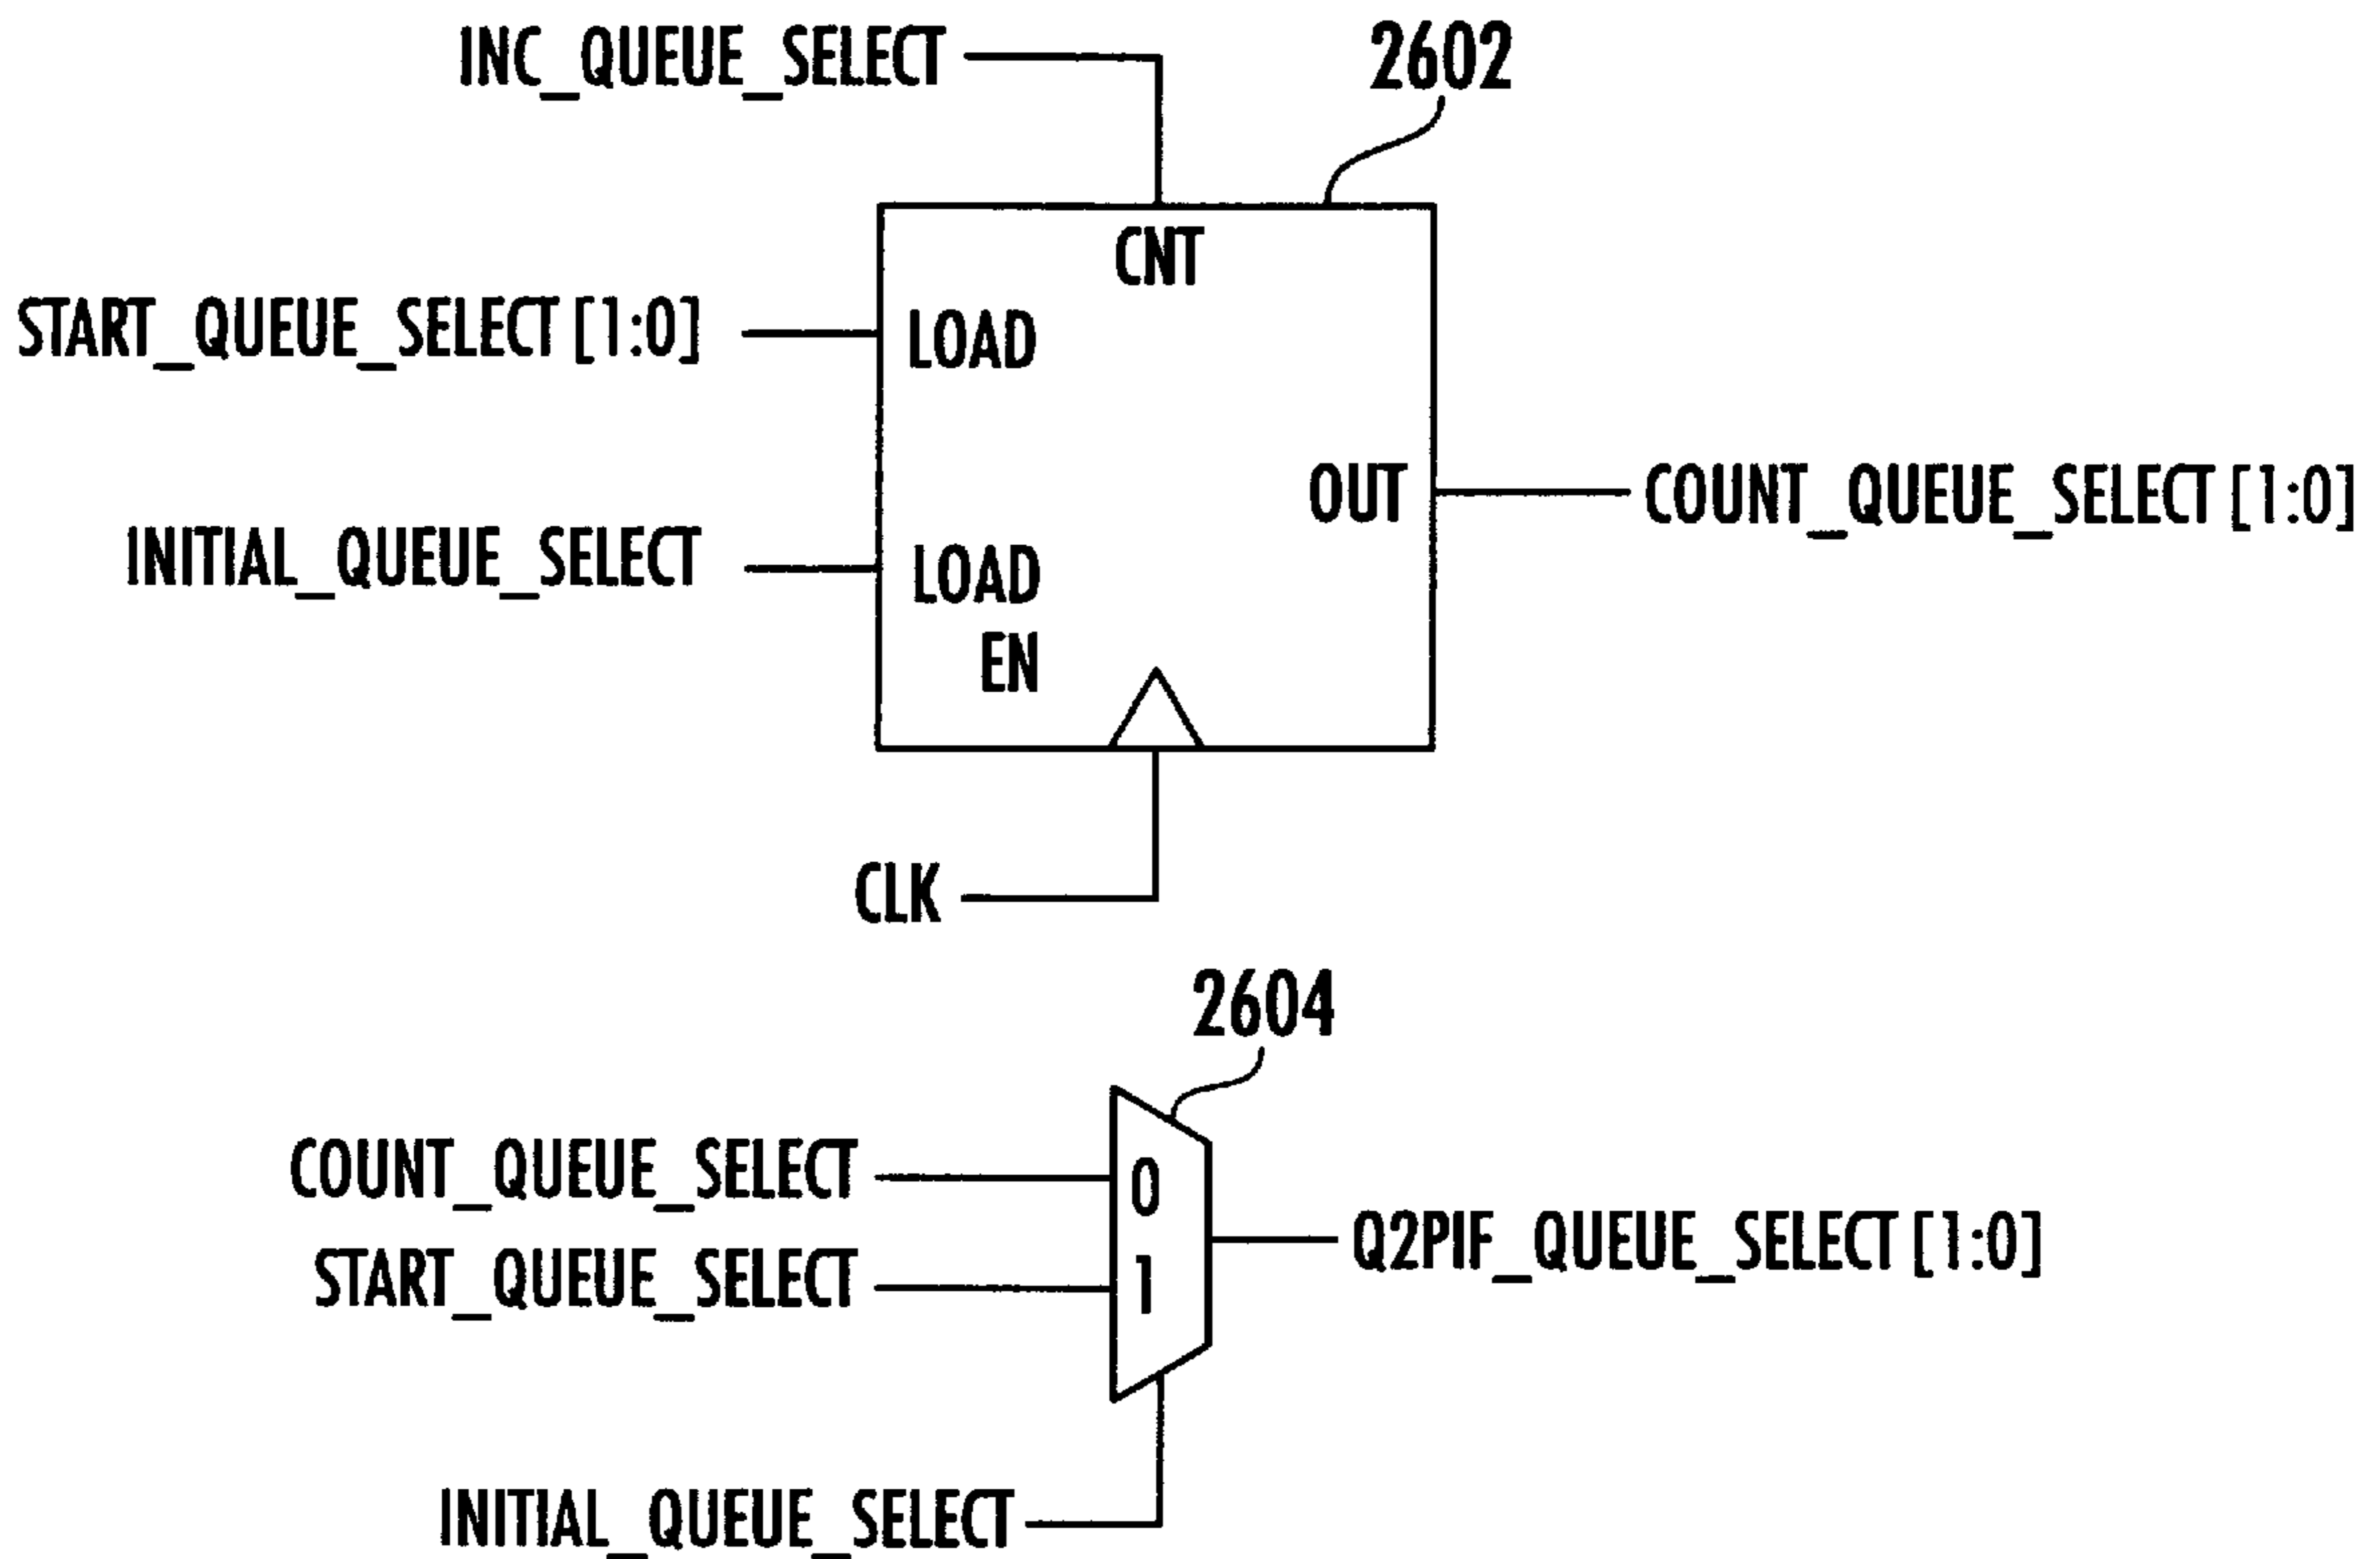 INC_QUEUE_SELECT
2602
CNT
START_QUEUE_SELECT [1:0]
LOAD
OUT
COUNT_QUEUE_SELECT [1:0]
INITIAL_QUEUE_SELECT
LOAD
EN
CLK
2604
COUNT_QUEUE_SELECT
0
START_QUEUE_SELECT
1
Q2PIF_QUEUE_SELECT [1:0]
INITIAL_QUEUE_SELECT